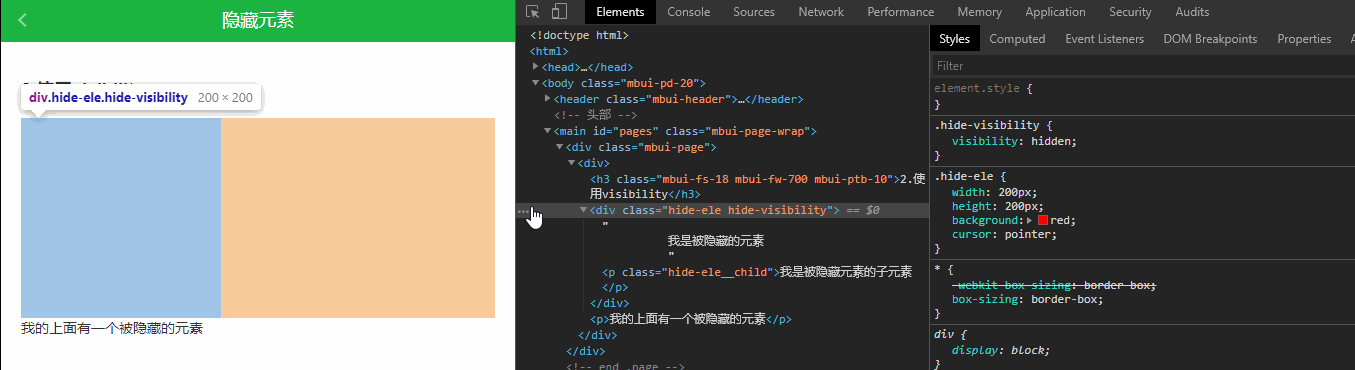 隐藏元素
div.hide-ele.hide-visibility 200 × 200
我的上面有一个被隐藏的元素
Elements Console Sources Network Performance Memory Application Security Audits
<!doctype html>
<html>
<head>…</head>
<body class="mbui-pd-20">
<header class="mbui-header">…</header>
<!-- 头部 -->
<main id="pages" class="mbui-page-wrap">
<div class="mbui-page">
<div>
<h3 class="mbui-fs-18 mbui-fw-700 mbui-ptb-10">2.使
用visibility</h3>
<div class="hide-ele hide-visibility"> == $0
"
我是被隐藏的元素
"
<p class="hide-ele__child">我是被隐藏元素的子元素
</p>
</div>
<p>我的上面有一个被隐藏的元素</p>
</div>
</div>
<!-- end .page -->
Styles Computed Event Listeners DOM Breakpoints Properties
Filter
element.style {
}
.hide-visibility {
visibility: hidden;
}
.hide-ele {
width: 200px;
height: 200px;
background: red;
cursor: pointer;
}
* {
-webkit-box-sizing: border-box;
box-sizing: border-box;
}
div {
display: block;
}